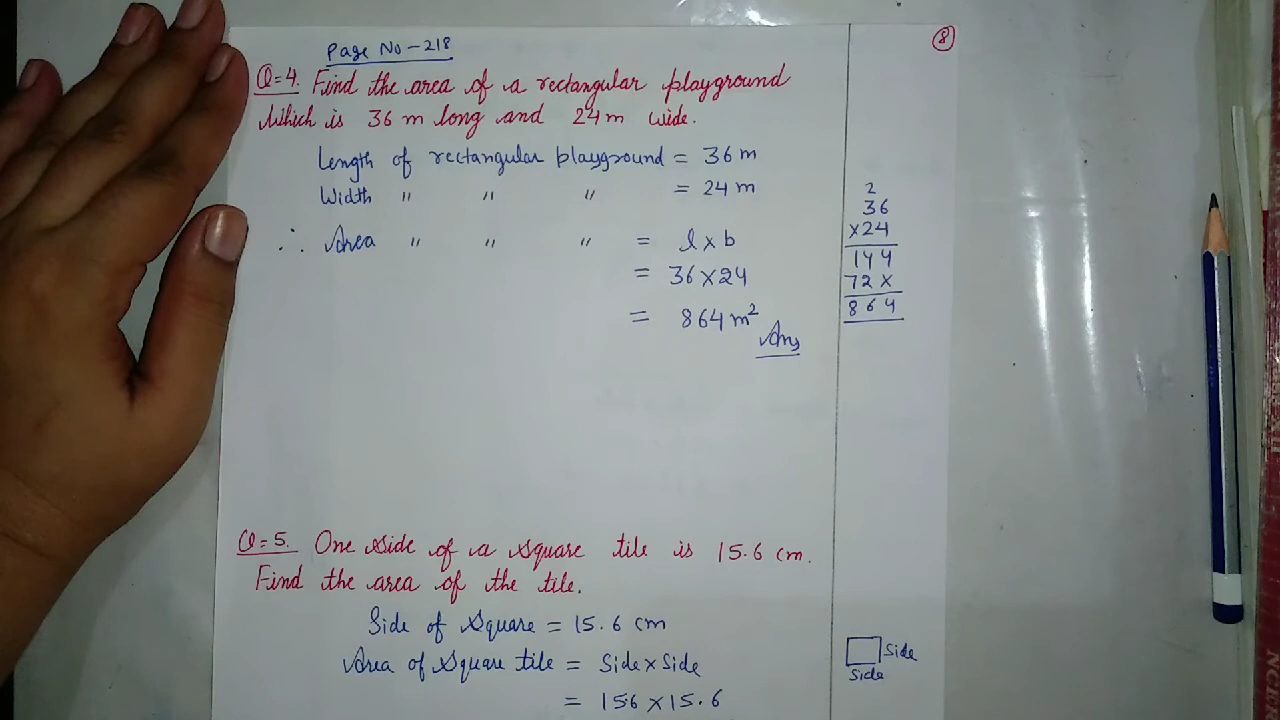 Page No - 218
8
Q=4. Find the area of a rectangular playground
which is 36 m long and 24 m wide.
Length of rectangular playground = 36 m
Width " " " = 24 m
∴ Area " " " = l x b
= 36 x 24
= 864 m²
Ans
2
36
x24
144
72x
864
Q=5. One side of a square tile is 15.6 cm.
Find the area of the tile.
Side of square = 15.6 cm
Area of square tile = Side x Side
= 15.6 x 15.6
Side
Side